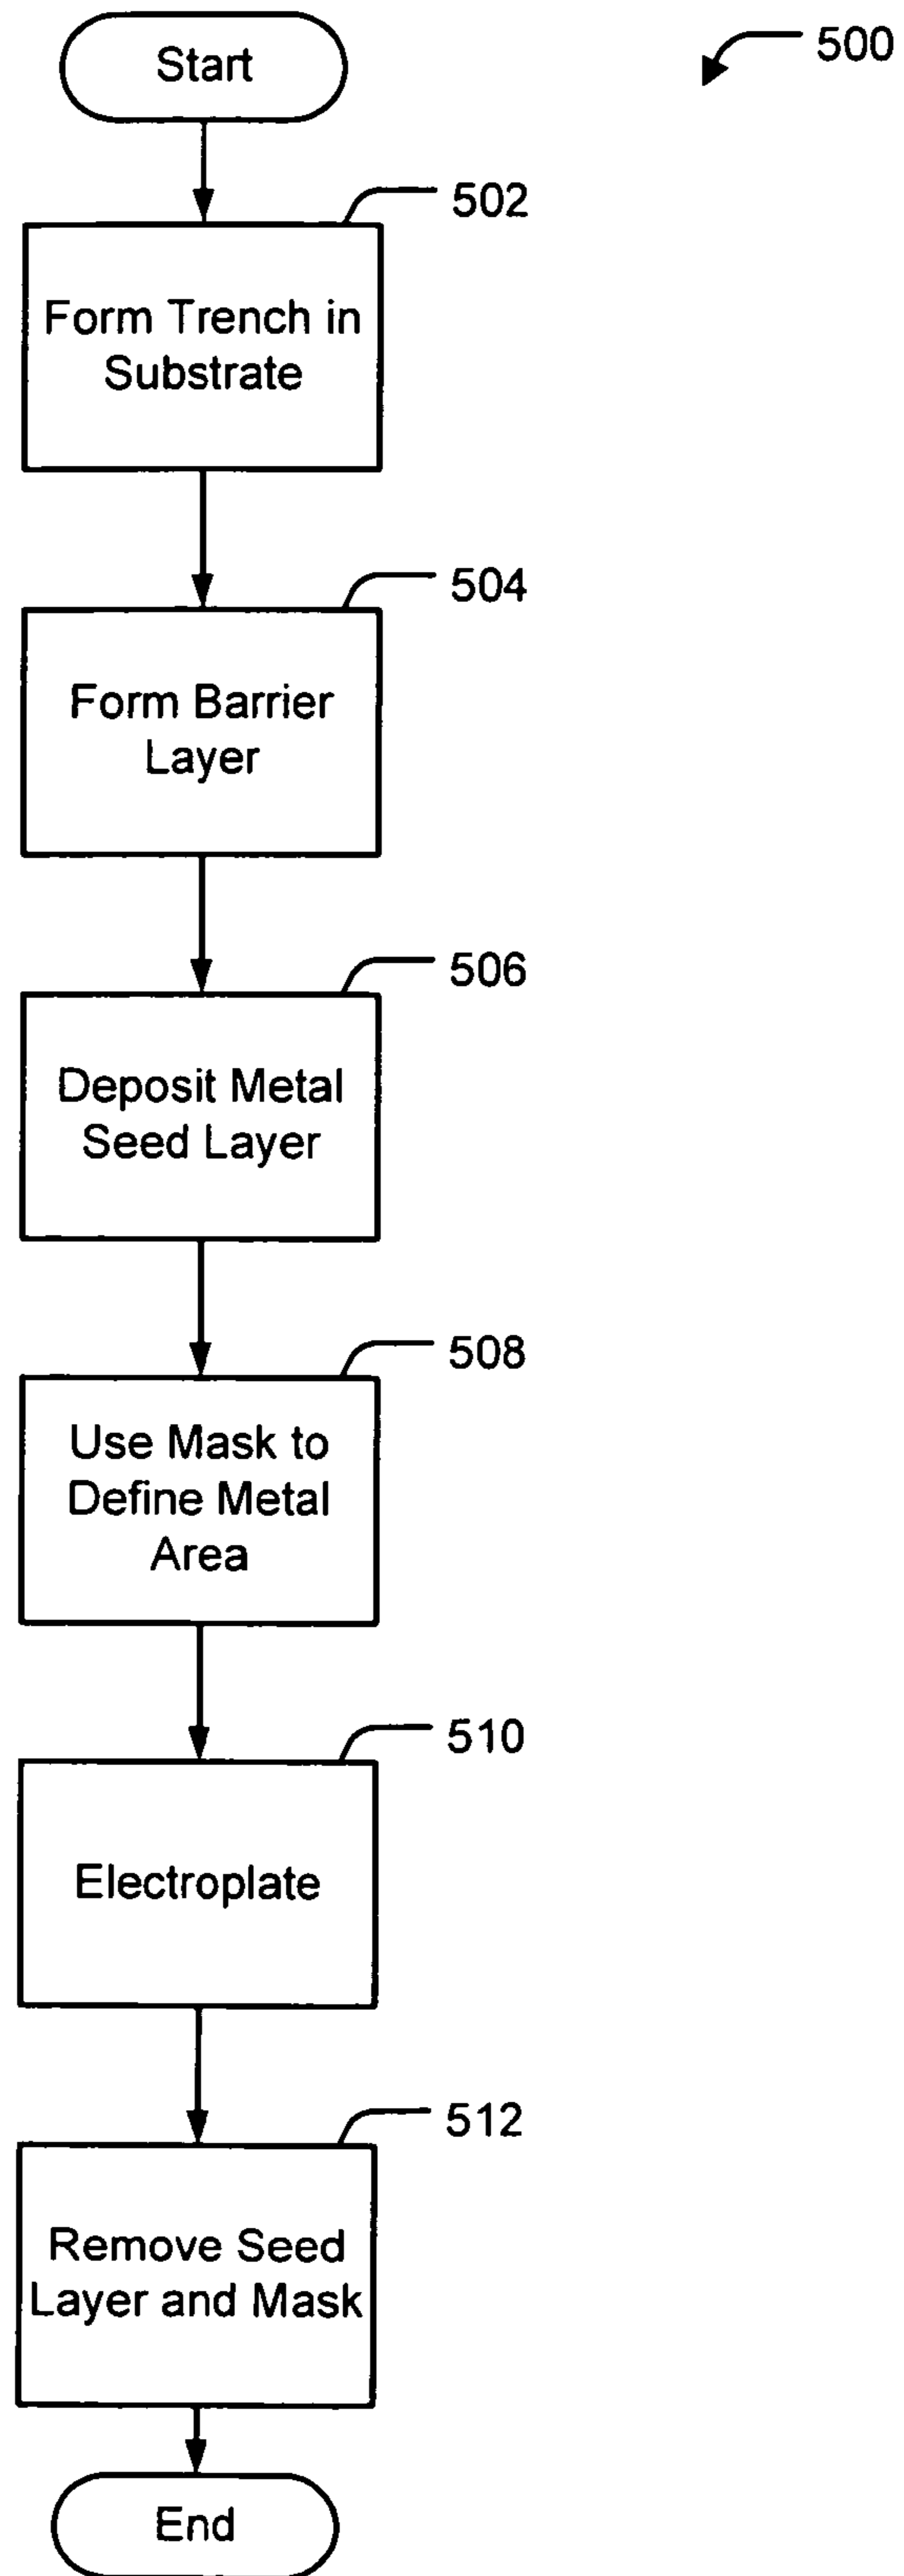 Start
500
502
Form Trench in
Substrate
504
Form Barrier
Layer
506
Deposit Metal
Seed Layer
508
Use Mask to
Define Metal
Area
510
Electroplate
512
Remove Seed
Layer and Mask
End